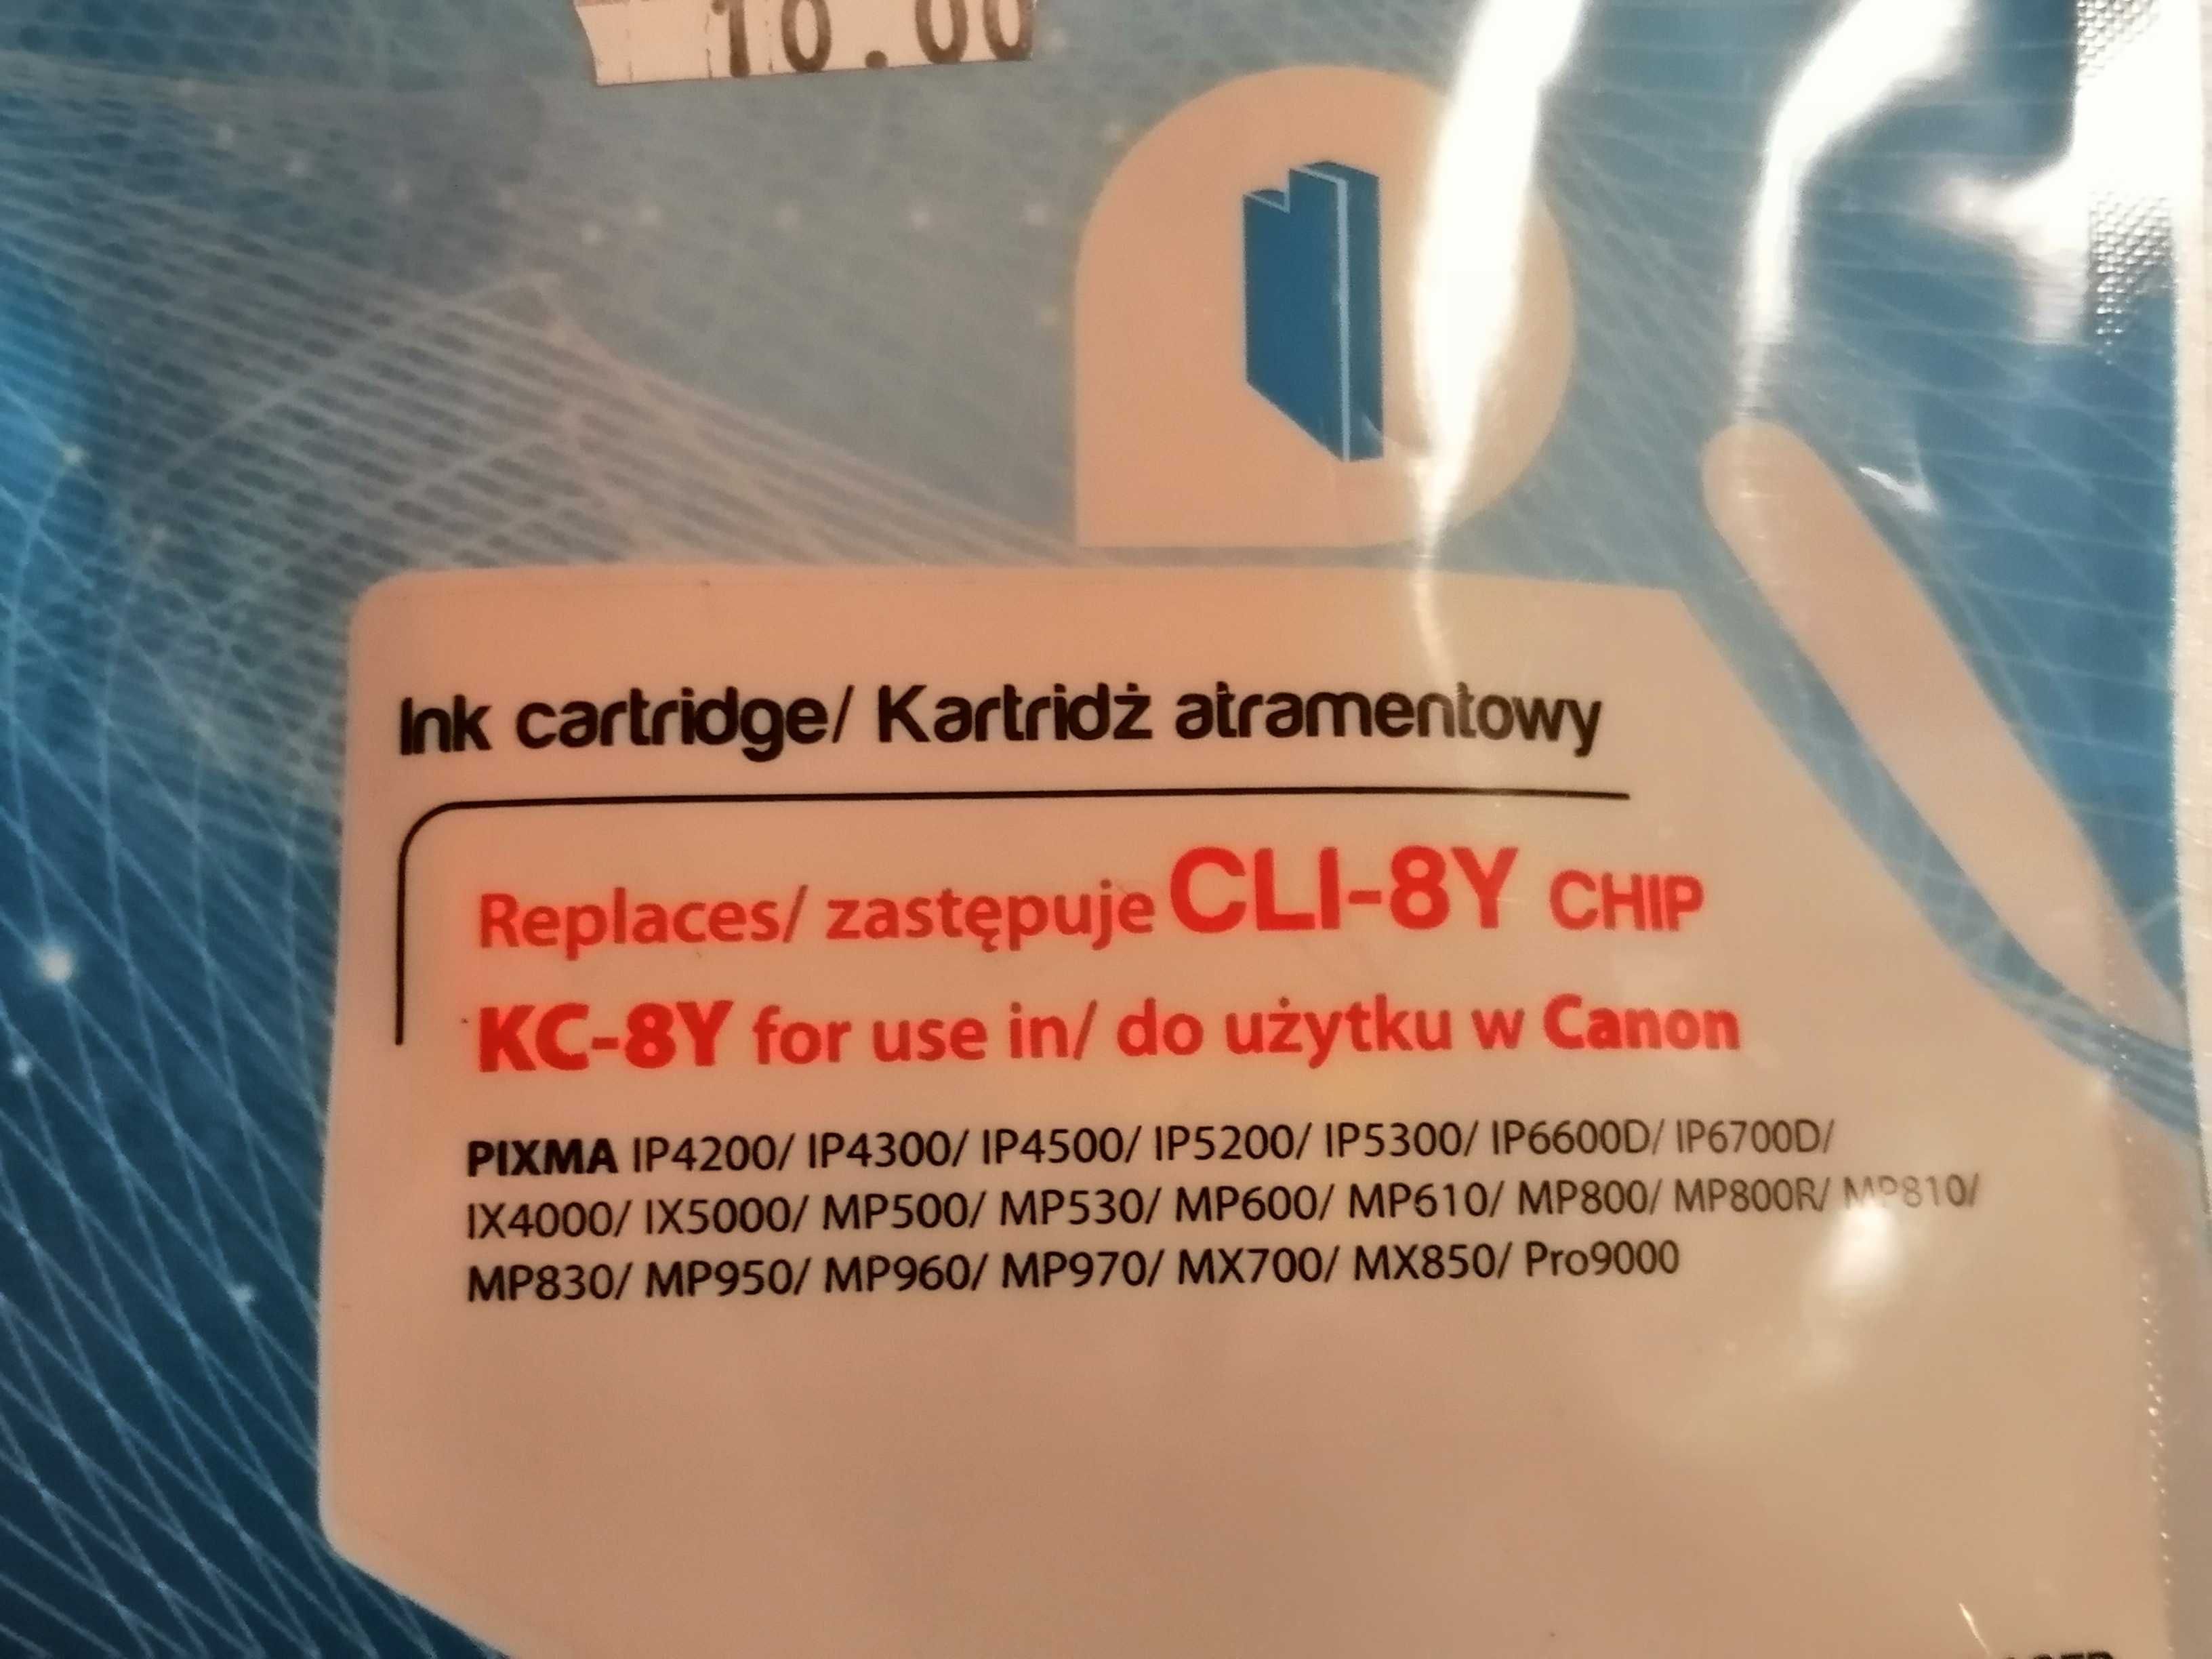 10.00
Ink cartridge/ Kartridż atramentowy
Replaces/ zastępuje CLI-8Y CHIP
KC-8Y for use in/ do użytku w Canon
PIXMA IP4200/ IP4300/ IP4500/ IP5200/ IP5300/ IP6600D/ IP6700D/
IX4000/ IX5000/ MP500/ MP530/ MP600/ MP610/ MP800/ MP800R/ MP810/
MP830/ MP950/ MP960/ MP970/ MX700/ MX850/ Pro9000